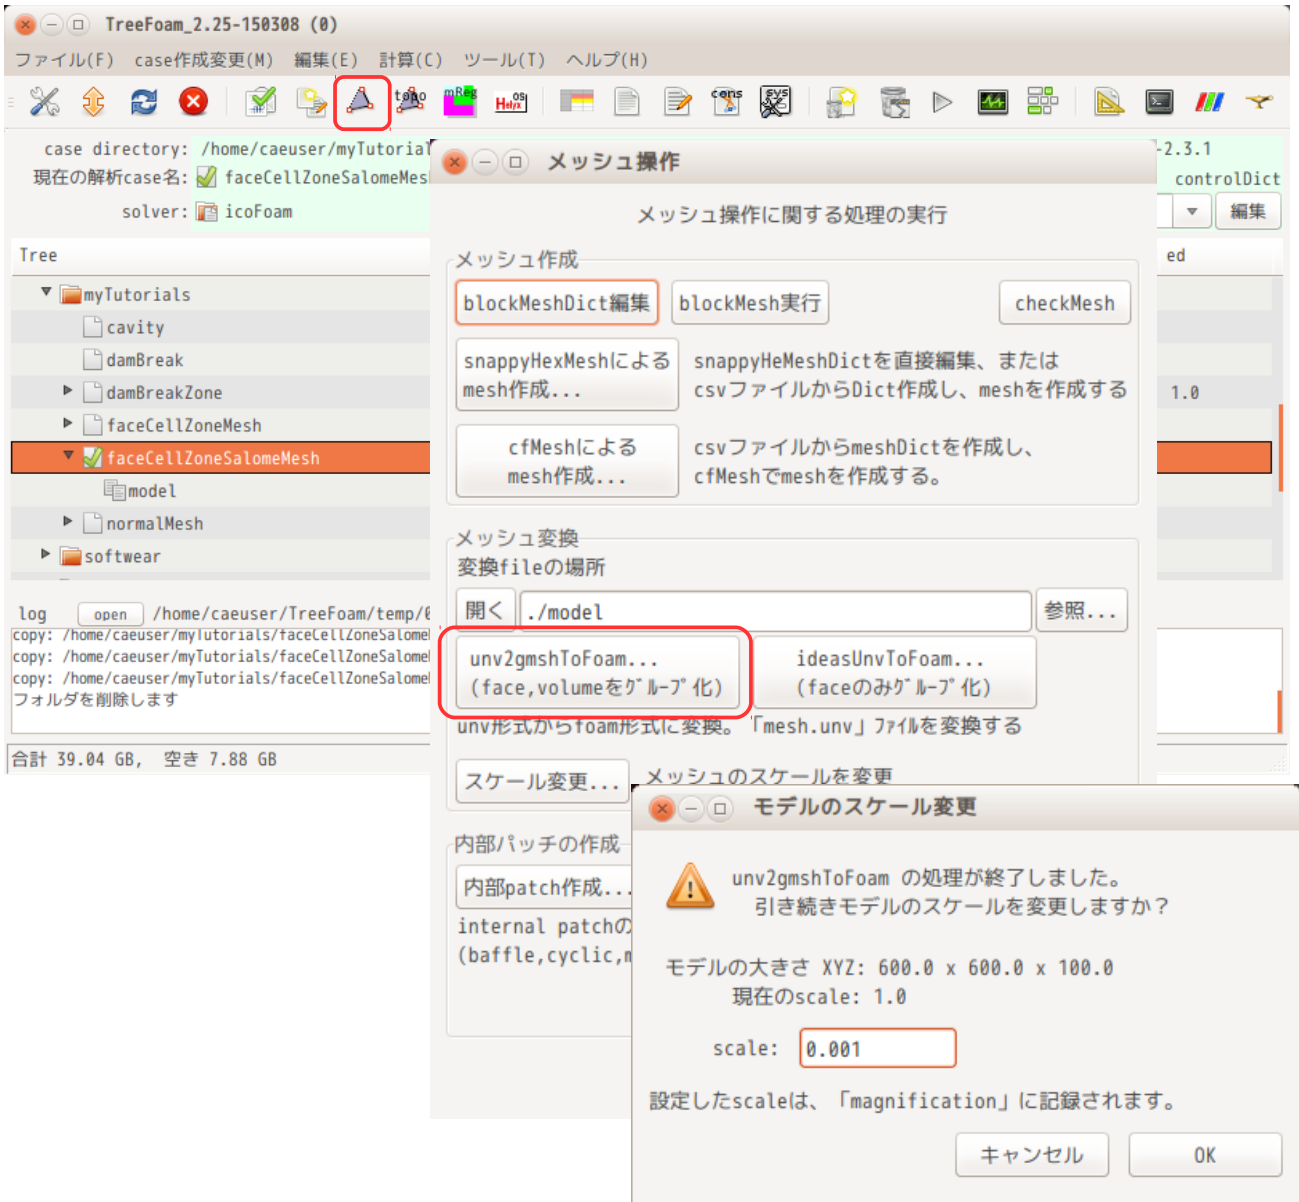 TreeFoam_2.25-150308 (0)
ファイル(F) case作成変更(M) 編集(E) 計算(C) ツール(T) ヘルプ(H)
topo mReg Helyx OS cons sys
case directory: /home/caeuser/myTutorial
-2.3.1
現在の解析case名: faceCellZoneSalomeMes
controlDict
solver: icoFoam
編集
Tree
ed
myTutorials
cavity
damBreak
damBreakZone
1.0
faceCellZoneMesh
faceCellZoneSalomeMesh
model
normalMesh
softwear
log open /home/caeuser/TreeFoam/temp/0
copy: /home/caeuser/myTutorials/faceCellZoneSalome
copy: /home/caeuser/myTutorials/faceCellZoneSalome
copy: /home/caeuser/myTutorials/faceCellZoneSalome
フォルダを削除します
合計 39.04 GB, 空き 7.88 GB
メッシュ操作
メッシュ操作に関する処理の実行
メッシュ作成
blockMeshDict編集 blockMesh実行 checkMesh
snappyHexMeshによる
mesh作成...
snappyHeMeshDictを直接編集、または
csvファイルからDict作成し、meshを作成する
cfMeshによる
mesh作成...
csvファイルからmeshDictを作成し、
cfMeshでmeshを作成する。
メッシュ変換
変換fileの場所
開く ./model 参照...
unv2gmshToFoam...
(face,volumeをｸﾞﾙｰﾌﾟ化)
ideasUnvToFoam...
(faceのみｸﾞﾙｰﾌﾟ化)
unv形式からfoam形式に変換。「mesh.unv」ﾌｧｲﾙを変換する
スケール変更... メッシュのスケールを変更
内部パッチの作成
内部patch作成...
internal patchの
(baffle,cyclic,m
モデルのスケール変更
unv2gmshToFoam の処理が終了しました。
引き続きモデルのスケールを変更しますか？
モデルの大きさ XYZ: 600.0 x 600.0 x 100.0
現在のscale: 1.0
scale: 0.001
設定したscaleは、「magnification」に記録されます。
キャンセル OK